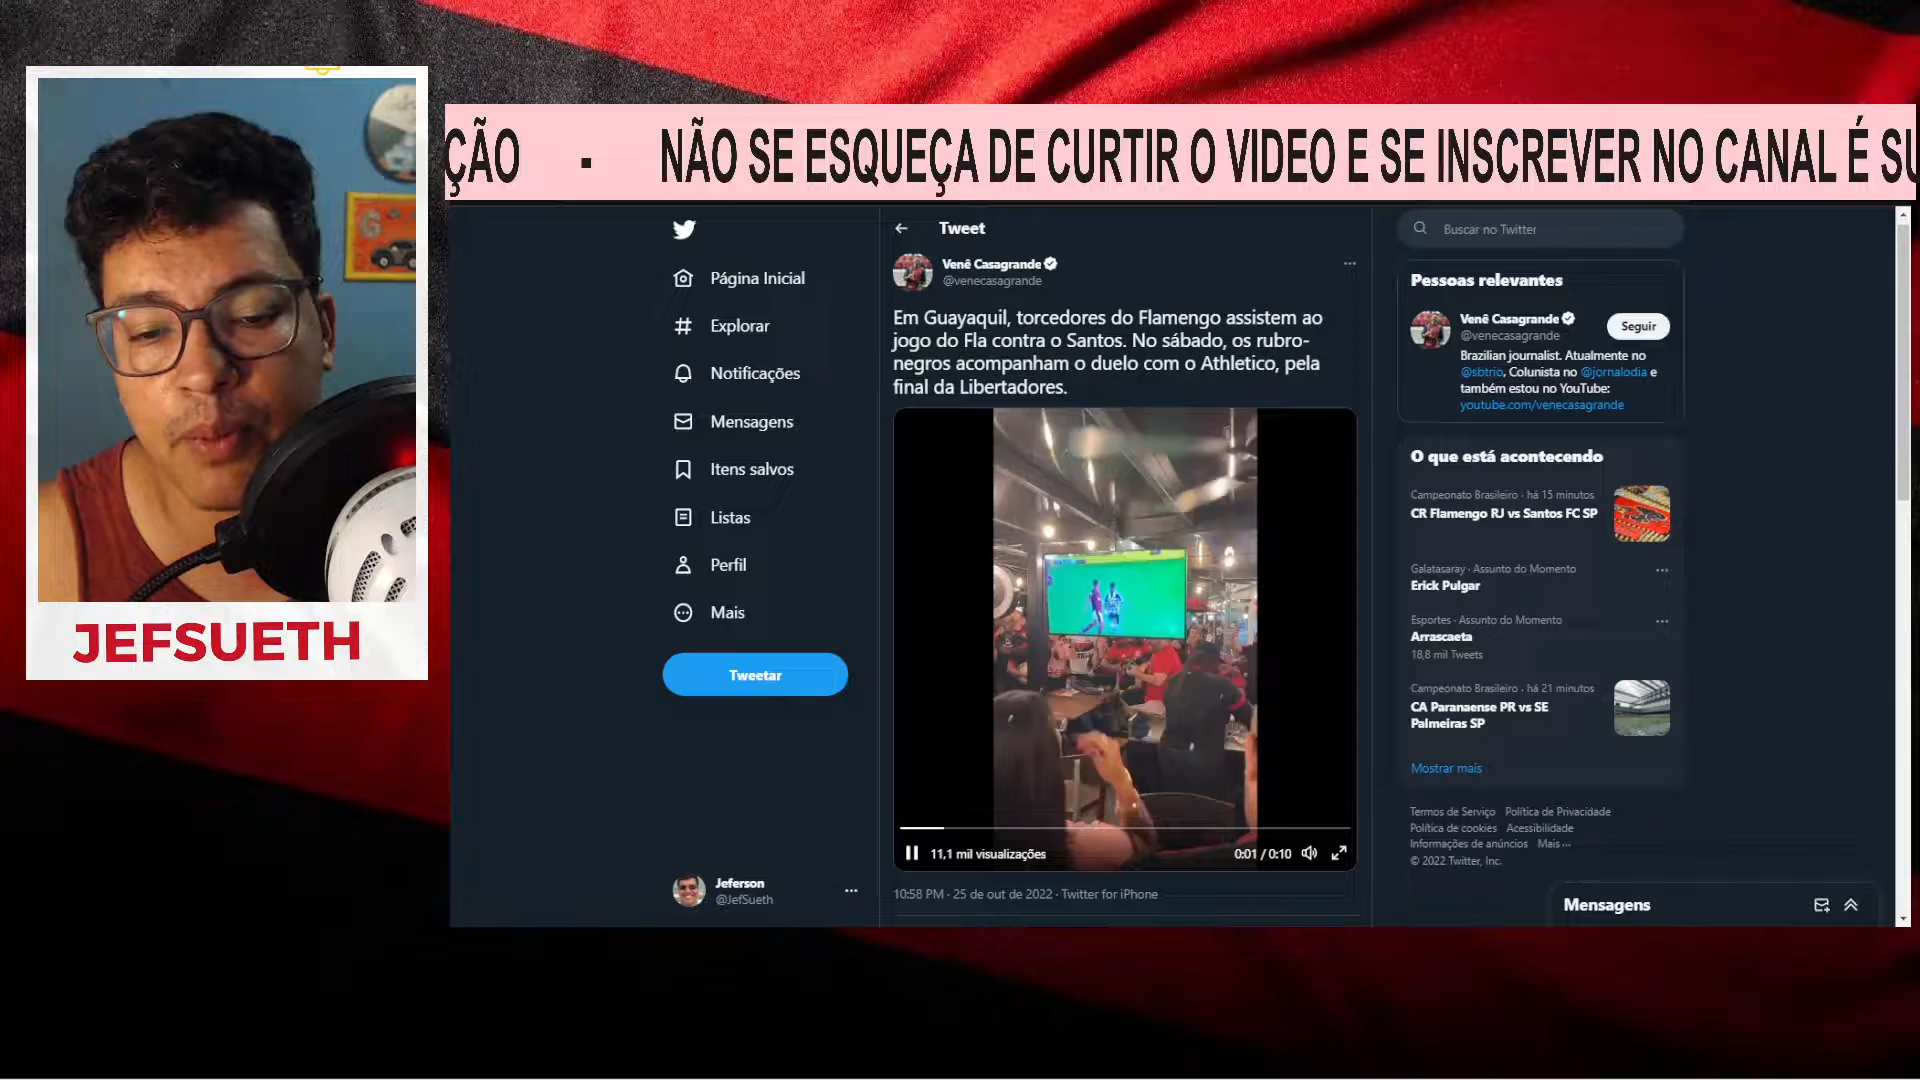 ÇÃO - NÃO SE ESQUEÇA DE CURTIR O VIDEO E SE INSCREVER NO CANAL É SU
JEFSUETH
Página Inicial
Explorar
Notificações
Mensagens
Itens salvos
Listas
Perfil
Mais
Tweetar
Jeferson
@JefSueth
Tweet
Venê Casagrande
@venecasagrande
Em Guayaquil, torcedores do Flamengo assistem ao
jogo do Fla contra o Santos. No sábado, os rubro-
negros acompanham o duelo com o Athletico, pela
final da Libertadores.
11,1 mil visualizações
0:01 / 0:10
10:58 PM · 25 de out de 2022 · Twitter for iPhone
Buscar no Twitter
Pessoas relevantes
Venê Casagrande
@venecasagrande
Seguir
Brazilian journalist. Atualmente no
@sbtrio, Colunista no @jornalodia e
também estou no YouTube:
youtube.com/venecasagrande
O que está acontecendo
Campeonato Brasileiro · há 15 minutos
CR Flamengo RJ vs Santos FC SP
Galatasaray · Assunto do Momento
Erick Pulgar
Esportes · Assunto do Momento
Arrascaeta
18,8 mil Tweets
Campeonato Brasileiro · há 21 minutos
CA Paranaense PR vs SE
Palmeiras SP
Mostrar mais
Termos de Serviço Política de Privacidade
Política de cookies Acessibilidade
Informações de anúncios Mais ···
© 2022 Twitter, Inc.
Mensagens